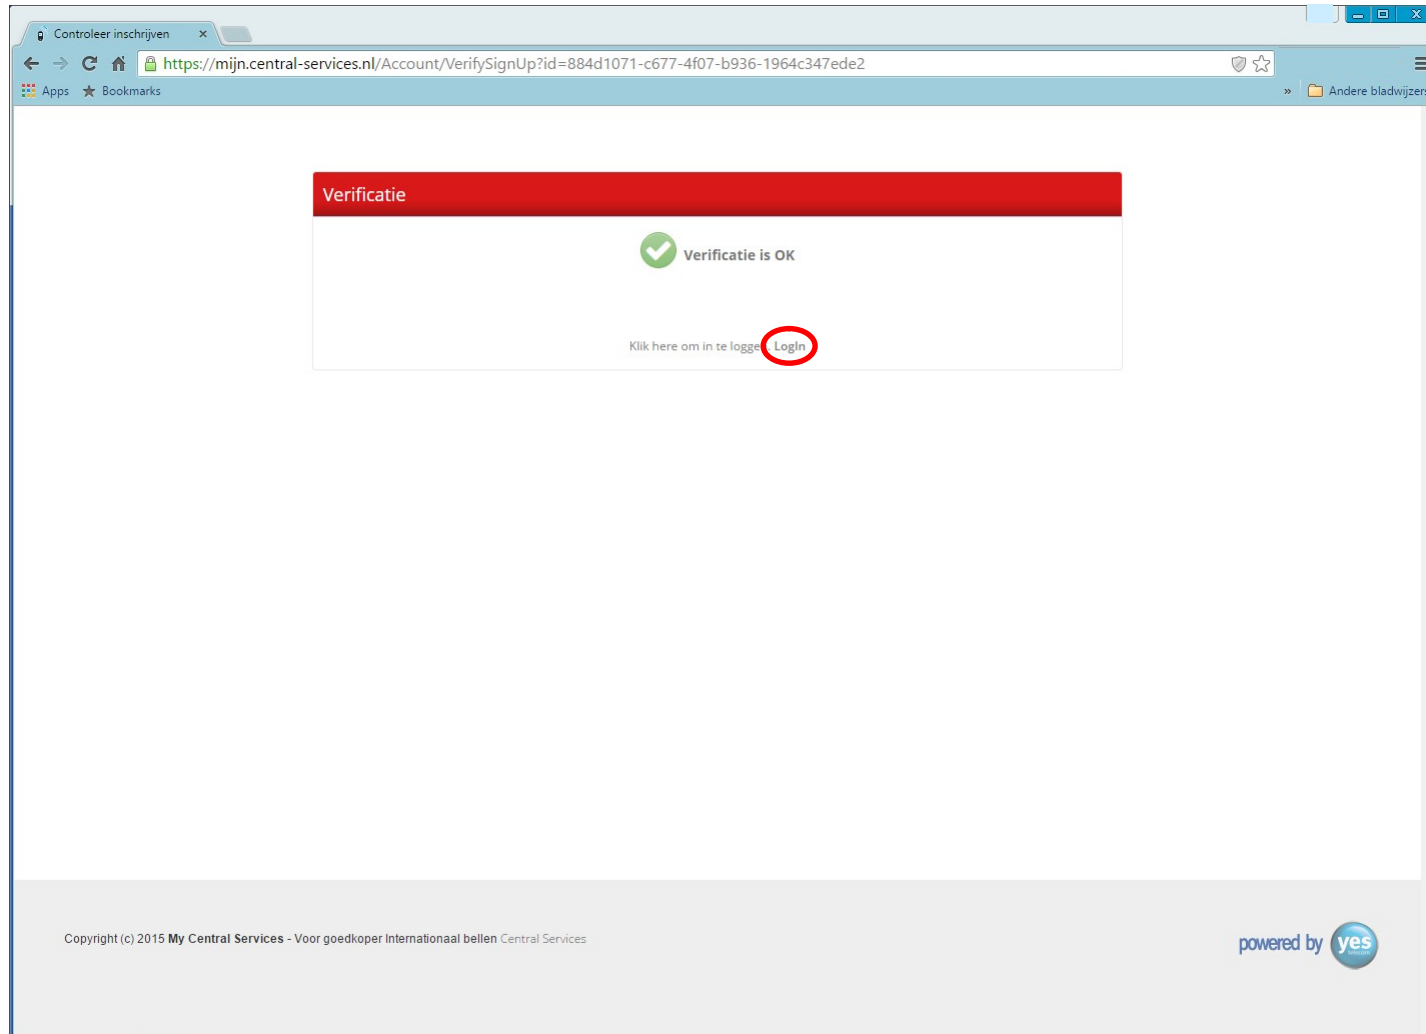 Controleer inschrijven x
https://mijn.central-services.nl/Account/VerifySignUp?id=884d1071-c677-4f07-b936-1964c347ede2
Apps Bookmarks » Andere bladwijzers
Verificatie
Verificatie is OK
Klik here om in te logge LogIn
Copyright (c) 2015 My Central Services - Voor goedkoper Internationaal bellen Central Services
powered by yes telecom